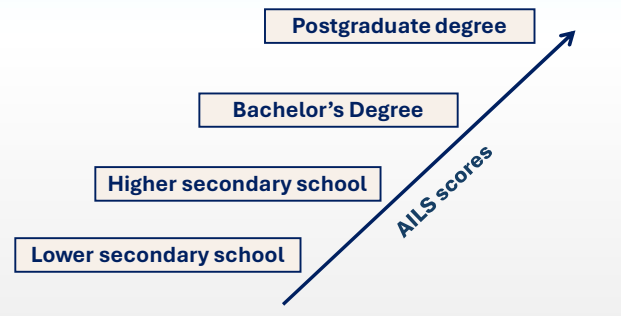 Postgraduate degree
Bachelor’s Degree
Higher secondary school
AILS scores
Lower secondary school